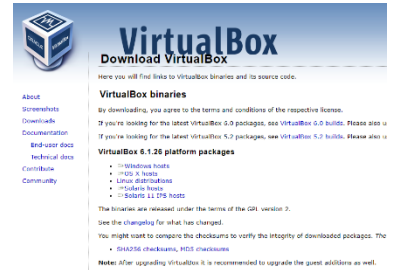 VirtualBox
Download VirtualBox
Here you will find links to VirtualBox binaries and its source code.
VirtualBox binaries
By downloading, you agree to the terms and conditions of the respective license.
If you're looking for the latest VirtualBox 6.0 packages, see VirtualBox 6.0 builds. Please also u
If you're looking for the latest VirtualBox 5.2 packages, see VirtualBox 5.2 builds. Please also u
VirtualBox 6.1.26 platform packages
Windows hosts
OS X hosts
Linux distributions
Solaris hosts
Solaris 11 IPS hosts
The binaries are released under the terms of the GPL version 2.
See the changelog for what has changed.
You might want to compare the checksums to verify the integrity of downloaded packages. The
SHA256 checksums, MD5 checksums
Note: After upgrading VirtualBox it is recommended to upgrade the guest additions as well.
About
Screenshots
Downloads
Documentation
End-user docs
Technical docs
Contribute
Community